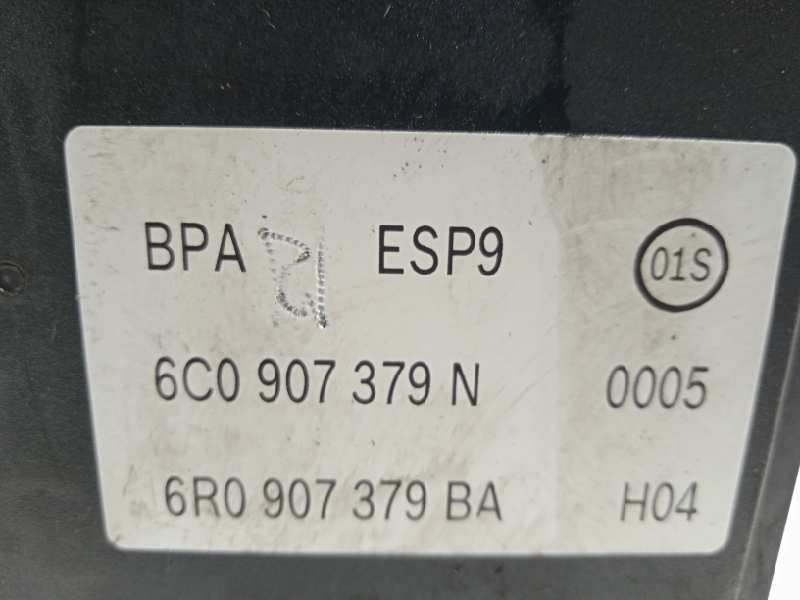 BPA ESP9 01S
6C0 907 379 N 0005
6R0 907 379 BA H04